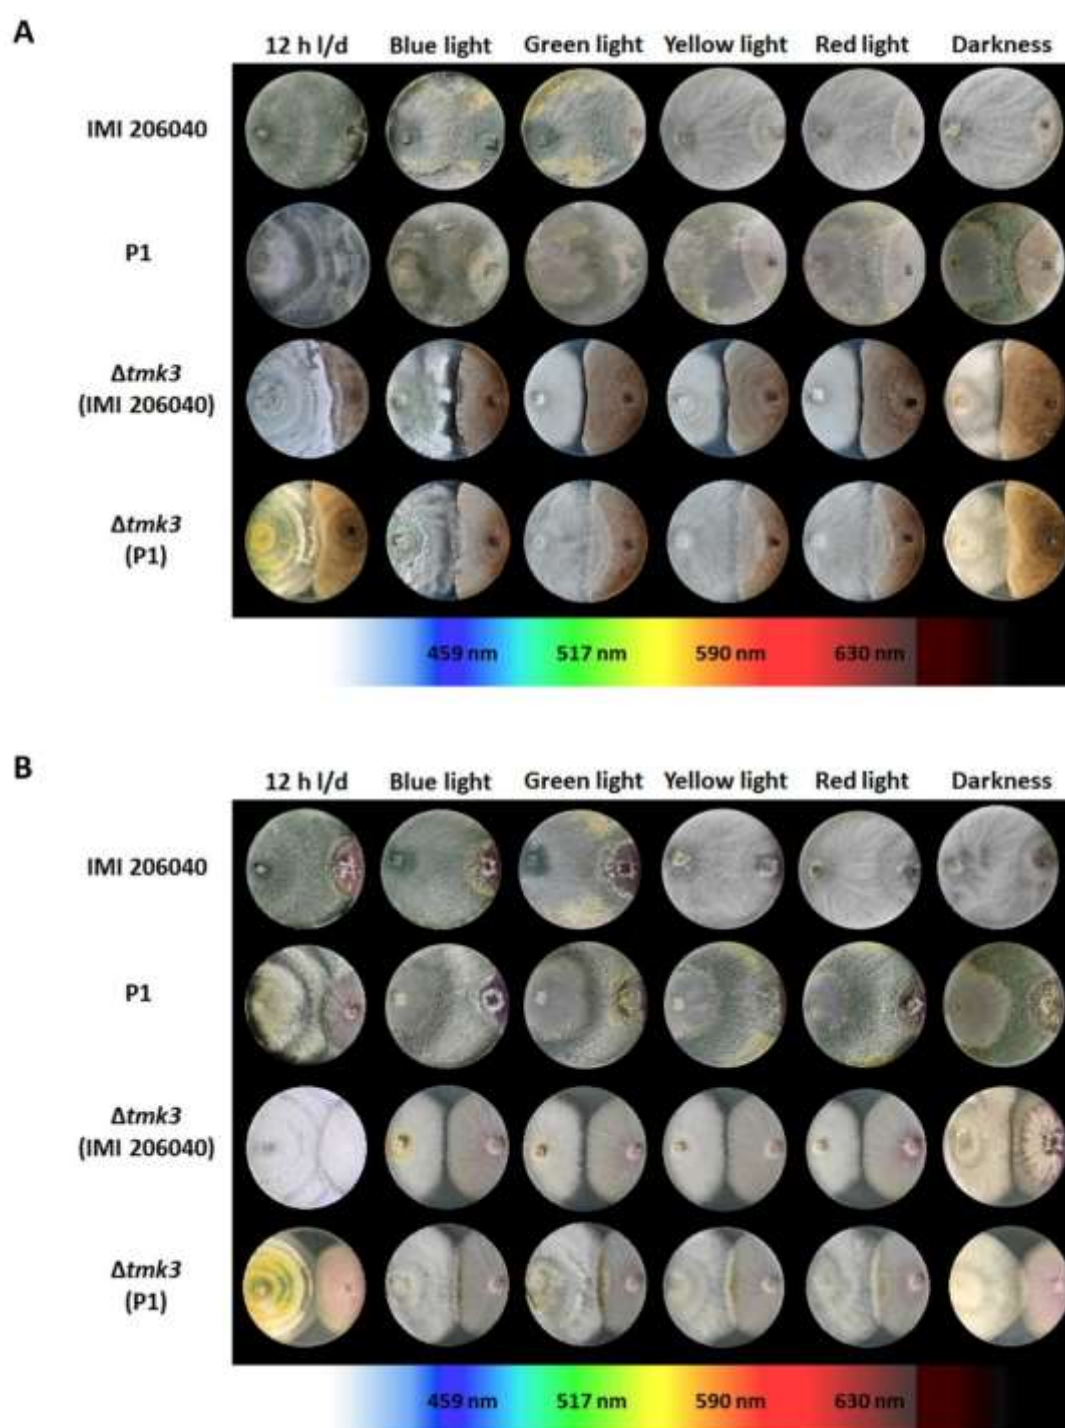 A
12 h l/d Blue light Green light Yellow light Red light Darkness
IMI 206040
P1
Δtmk3
(IMI 206040)
Δtmk3
(P1)
459 nm 517 nm 590 nm 630 nm
B
12 h l/d Blue light Green light Yellow light Red light Darkness
IMI 206040
P1
Δtmk3
(IMI 206040)
Δtmk3
(P1)
459 nm 517 nm 590 nm 630 nm